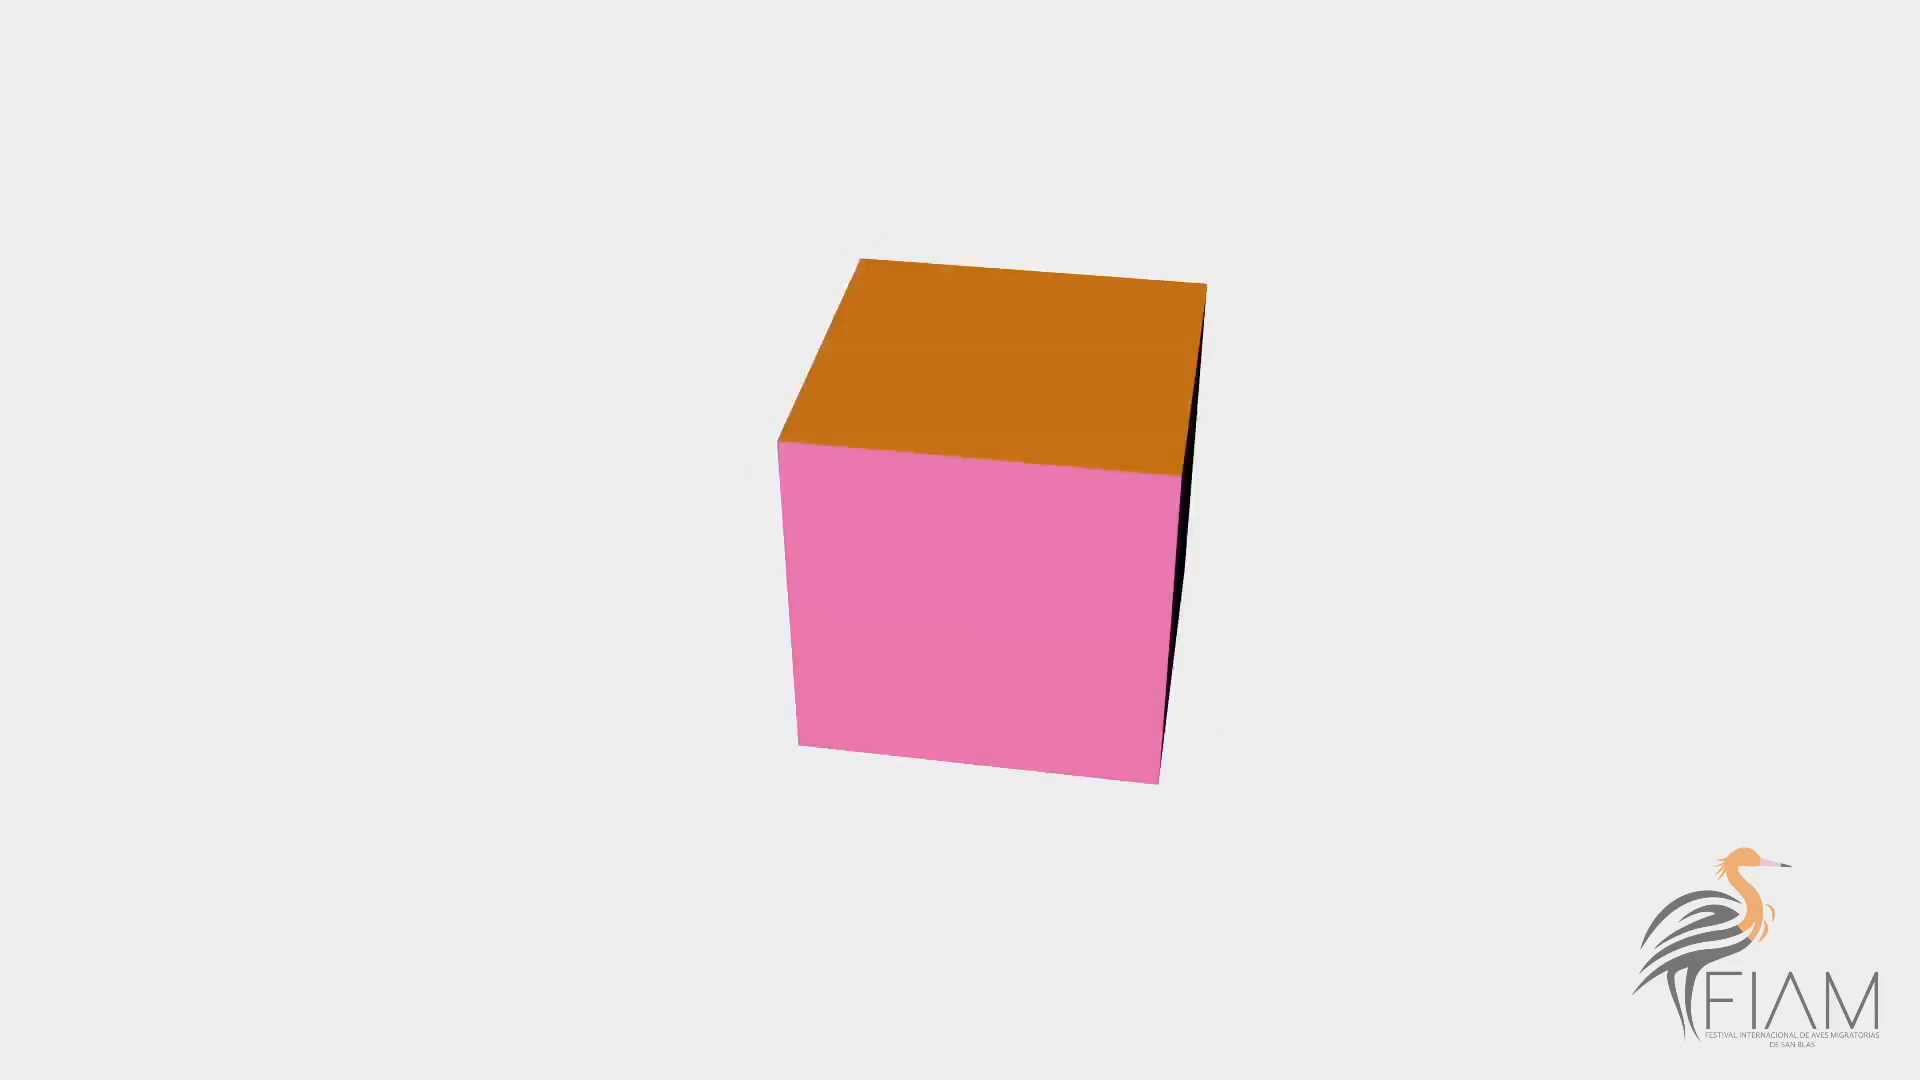 FIAM
FESTIVAL INTERNACIONAL DE AVES MIGRATORIAS
DE SAN BLAS